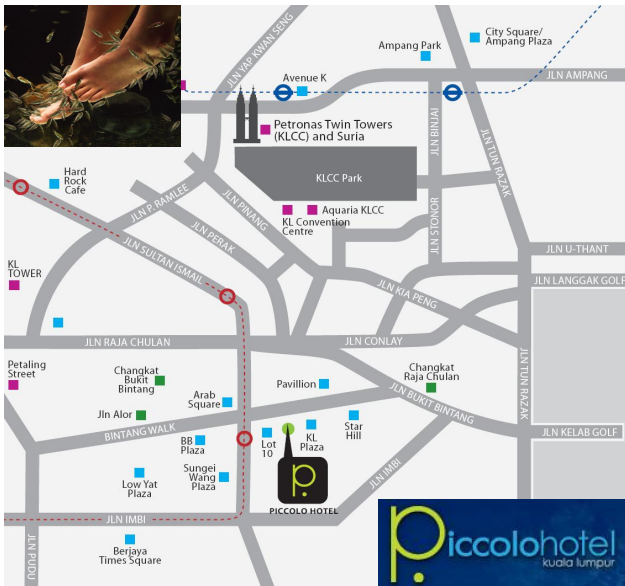 JLN YAP KWAN SENG
City Square/
Ampang Plaza
Ampang Park
JLN AMPANG
Avenue K
JLN BINJAI
JLN TUN RAZAK
Petronas Twin Towers
(KLCC) and Suria
Hard
Rock
Cafe
KLCC Park
JLN P. RAMLEE
JLN PINANG
Aquaria KLCC
KL Convention
Centre
JLN STONOR
JLN PERAK
JLN SULTAN ISMAIL
JLN U-THANT
KL
TOWER
JLN LANGGAK GOLF
JLN KIA PENG
JLN RAJA CHULAN
JLN CONLAY
JLN TUN RAZAK
Petaling
Street
Changkat
Bukit
Bintang
Changkat
Raja Chulan
Pavillion
JLN BUKIT BINTANG
Arab
Square
Jln Alor
BINTANG WALK
BB
Plaza
Lot
10
KL
Plaza
Star
Hill
JLN KELAB GOLF
Sungei
Wang
Plaza
Low Yat
Plaza
p.
JLN IMBI
PICCOLO HOTEL
JLN IMBI
JLN PUDU
Berjaya
Times Square
Piccolohotel
kuala lumpur